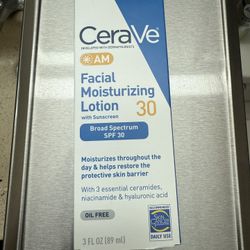 CeraVe
DEVELOPED WITH DERMATOLOGISTS
AM
Facial
Moisturizing
Lotion 30
with Sunscreen
Broad Spectrum
SPF 30
Moisturizes throughout the
day & helps restore the
protective skin barrier
With 3 essential ceramides,
niacinamide & hyaluronic acid
OIL FREE
SKIN
CANCER
DAILY USE
3 FL OZ (89 mL)